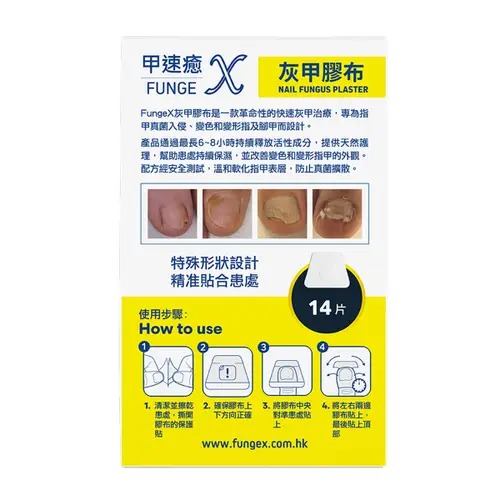 甲速癒
FUNGE X
灰甲膠布
NAIL FUNGUS PLASTER
FungeX灰甲膠布是一款革命性的快速灰甲治療，專為指
甲真菌入侵、變色和變形指及腳甲而設計。
產品通過最長6~8小時持續釋放活性成分，提供天然護
理，幫助患處持續保濕，並改善變色和變形指甲的外觀。
配方經安全測試，溫和軟化指甲表層，防止真菌擴散。
特殊形狀設計
精准貼合患處
14片
使用步驟:
How to use
1
2
3
4
1. 清潔並擦乾
患處，撕開
膠布的保護
貼
2. 確保膠布上
下方向正確
3. 將膠布中央
對準患處貼
上
4. 將左右兩邊
膠布貼上，
最後貼上頂
部
www.fungex.com.hk